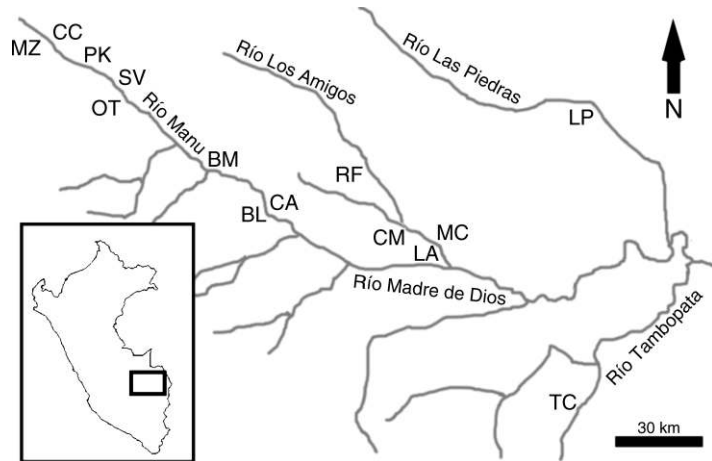 CC
MZ
PK
SV
OT
Río Manu
BM
CA
BL
Río Los Amigos
RF
CM
MC
LA
Río Las Piedras
LP
N
Río Madre de Dios
Río Tambopata
TC
30 km